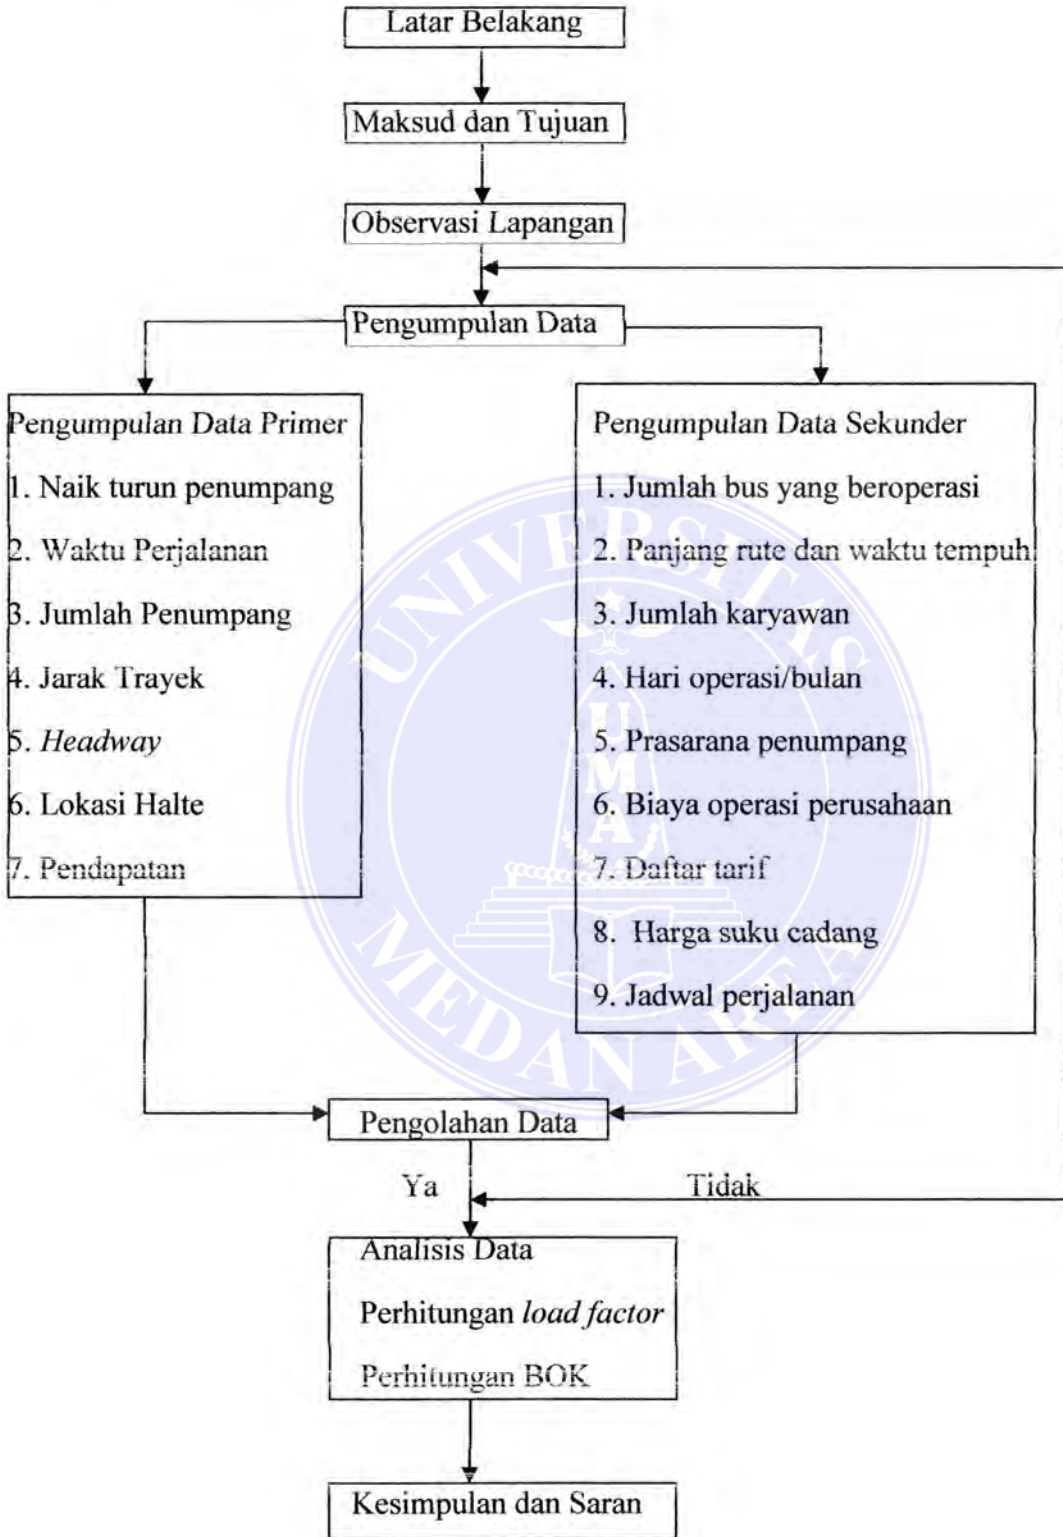 Latar Belakang
Maksud dan Tujuan
Observasi Lapangan
Pengumpulan Data
Pengumpulan Data Primer
1. Naik turun penumpang
2. Waktu Perjalanan
3. Jumlah Penumpang
4. Jarak Trayek
5. Headway
6. Lokasi Halte
7. Pendapatan
Pengumpulan Data Sekunder
1. Jumlah bus yang beroperasi
2. Panjang rute dan waktu tempuh
3. Jumlah karyawan
4. Hari operasi/bulan
5. Prasarana penumpang
6. Biaya operasi perusahaan
7. Daftar tarif
8. Harga suku cadang
9. Jadwal perjalanan
UNIVERSITAS
UMA
MEDAN AREA
Pengolahan Data
Ya
Tidak
Analisis Data
Perhitungan load factor
Perhitungan BOK
Kesimpulan dan Saran